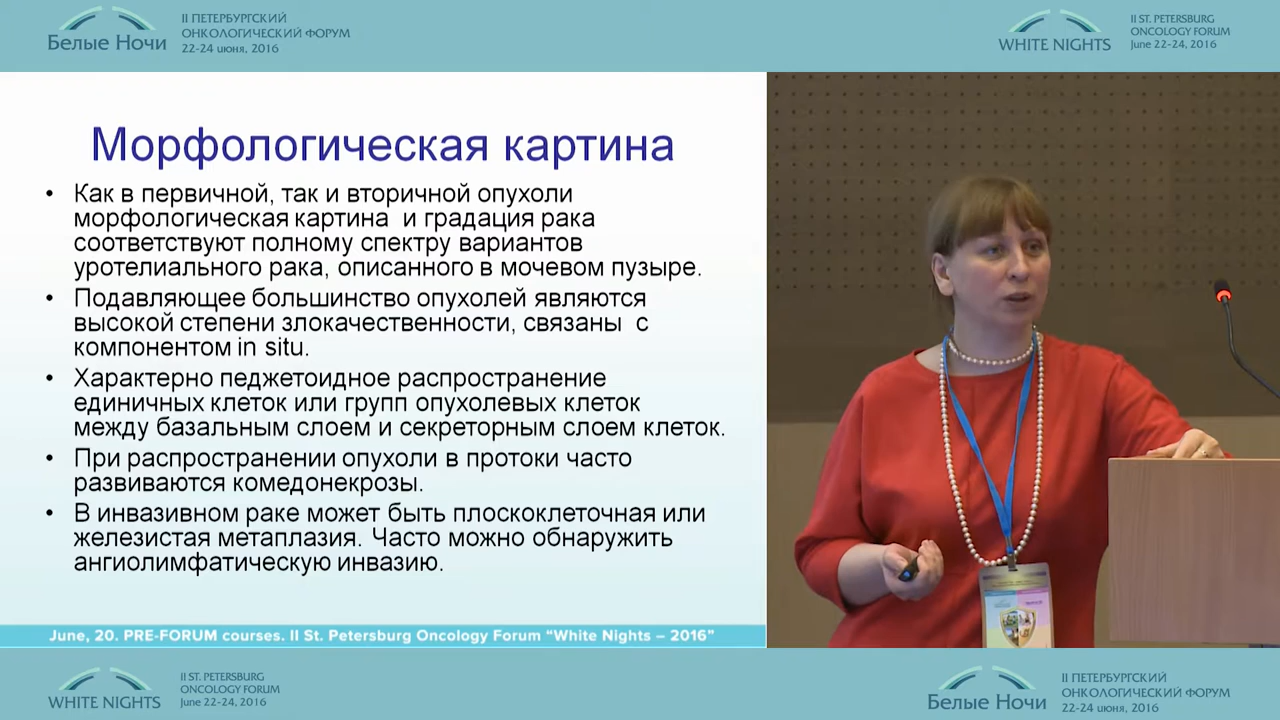 Белые Ночи
II ПЕТЕРБУРГСКИЙ
ОНКОЛОГИЧЕСКИЙ ФОРУМ
22-24 июня, 2016
WHITE NIGHTS
II ST. PETERSBURG
ONCOLOGY FORUM
June 22-24, 2016
Морфологическая картина
• Как в первичной, так и вторичной опухоли
морфологическая картина и градация рака
соответствуют полному спектру вариантов
уротелиального рака, описанного в мочевом пузыре.
• Подавляющее большинство опухолей являются
высокой степени злокачественности, связаны с
компонентом in situ.
• Характерно педжетоидное распространение
единичных клеток или групп опухолевых клеток
между базальным слоем и секреторным слоем клеток.
• При распространении опухоли в протоки часто
развиваются комедонекрозы.
• В инвазивном раке может быть плоскоклеточная или
железистая метаплазия. Часто можно обнаружить
ангиолимфатическую инвазию.
June, 20. PRE-FORUM courses. II St. Petersburg Oncology Forum “White Nights – 2016”
WHITE NIGHTS
II ST. PETERSBURG
ONCOLOGY FORUM
June 22-24, 2016
Белые Ночи
II ПЕТЕРБУРГСКИЙ
ОНКОЛОГИЧЕСКИЙ ФОРУМ
22-24 июня, 2016